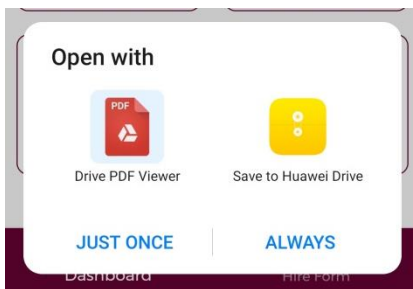 Open with
PDF
Drive PDF Viewer
Save to Huawei Drive
JUST ONCE
ALWAYS
Dashboard
Hire Form